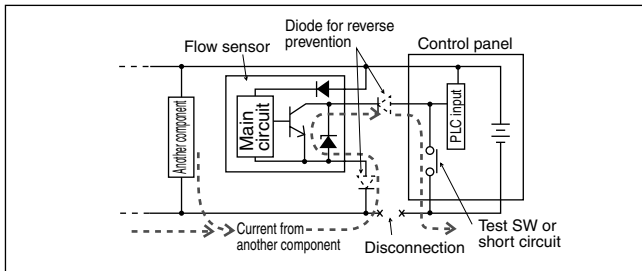 Diode for reverse
prevention
Flow sensor
Control panel
Another component
Main
circuit
PLC input
Current from
another component
Disconnection
Test SW or
short circuit